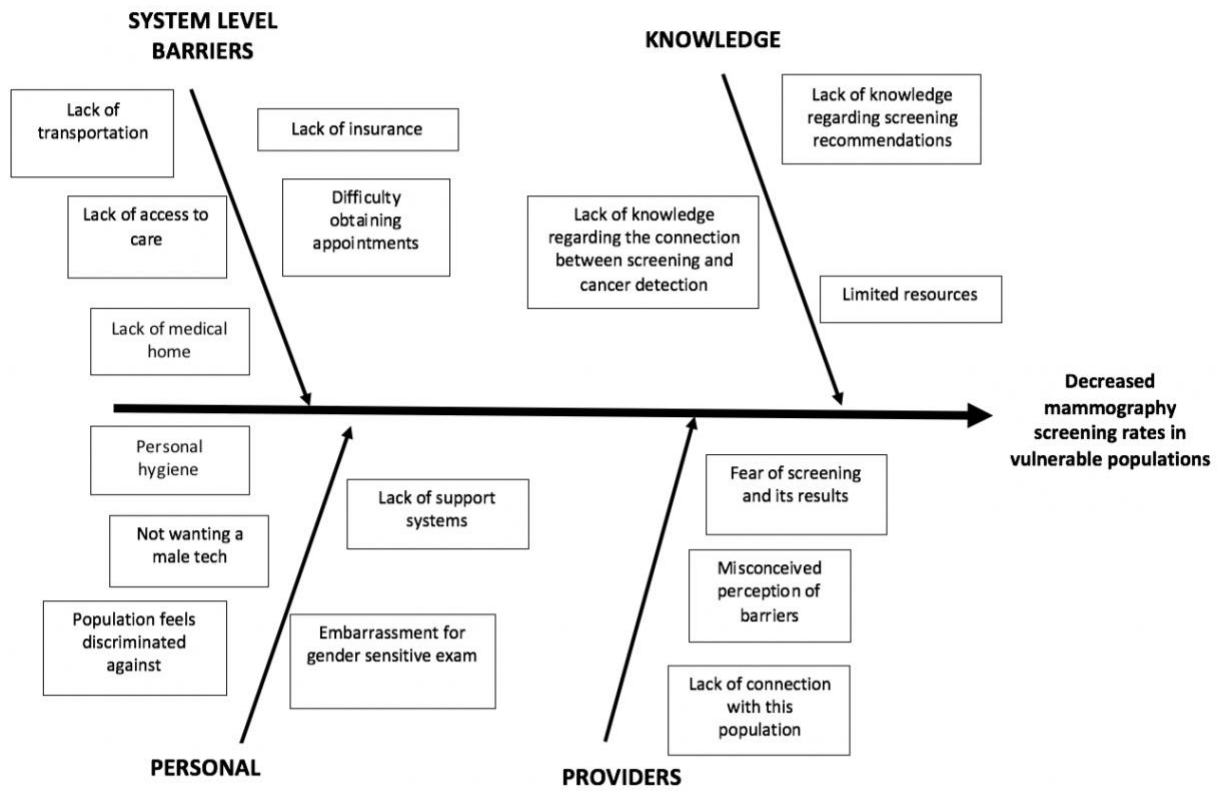 SYSTEM LEVEL
BARRIERS
KNOWLEDGE
Lack of
transportation
Lack of insurance
Lack of access to
care
Difficulty
obtaining
appointments
Lack of medical
home
Lack of knowledge
regarding screening
recommendations
Lack of knowledge
regarding the connection
between screening and
cancer detection
Limited resources
Decreased
mammography
screening rates in
vulnerable populations
Personal
hygiene
Lack of support
systems
Not wanting a
male tech
Population feels
discriminated
against
Embarrassment for
gender sensitive exam
Fear of screening
and its results
Misconceived
perception of
barriers
Lack of connection
with this
population
PERSONAL
PROVIDERS